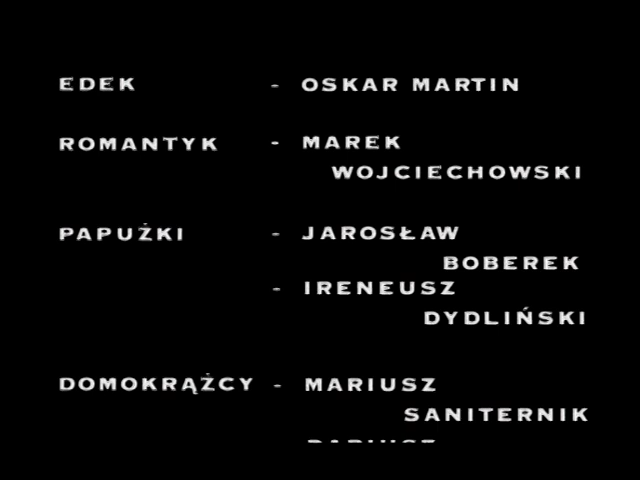 EDEK - OSKAR MARTIN
ROMANTYK - MAREK
WOJCIECHOWSKI
PAPUŻKI - JAROSŁAW
BOBEREK
- IRENEUSZ
DYDLIŃSKI
DOMOKRĄŻCY - MARIUSZ
SANITERNIK